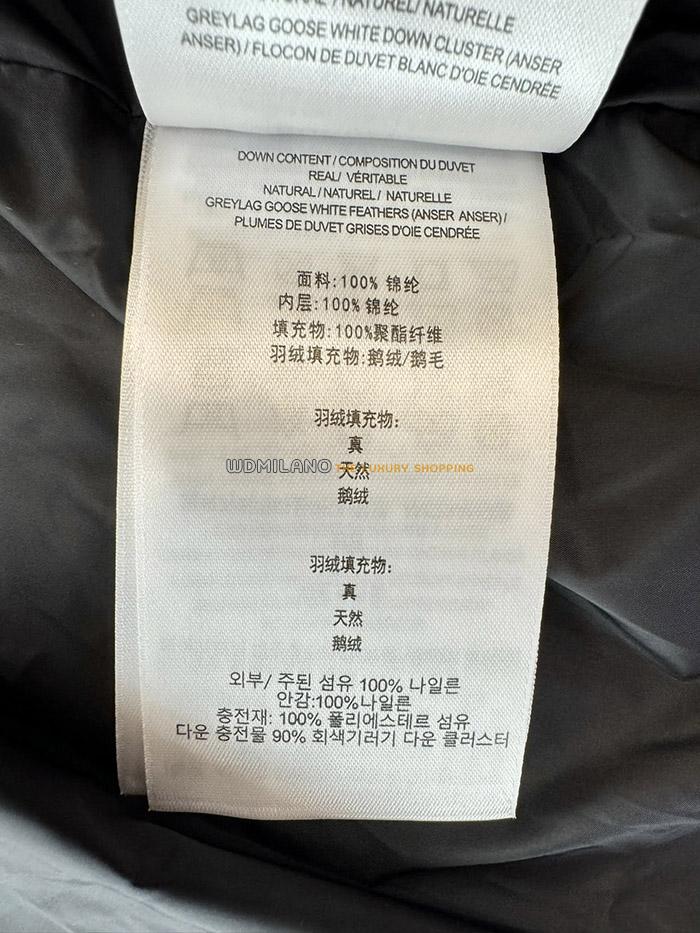 NATUREL/ NATURELLE
GREYLAG GOOSE WHITE DOWN CLUSTER (ANSER
ANSER) / FLOCON DE DUVET BLANC D'OIE CENDRÉE
DOWN CONTENT / COMPOSITION DU DUVET
REAL/ VÉRITABLE
NATURAL / NATUREL / NATURELLE
GREYLAG GOOSE WHITE FEATHERS (ANSER ANSER) /
PLUMES DE DUVET GRISES D'OIE CENDRÉE
面料:100% 锦纶
内层:100% 锦纶
填充物:100%聚酯纤维
羽绒填充物:鹅绒/鹅毛
羽绒填充物:
真
WDMILANO THE LUXURY SHOPPING
天然
鹅绒
羽绒填充物:
真
天然
鹅绒
외부/ 주된 섬유 100% 나일론
안감:100%나일론
충전재: 100% 폴리에스테르 섬유
다운 충전물 90% 회색기러기 다운 클러스터